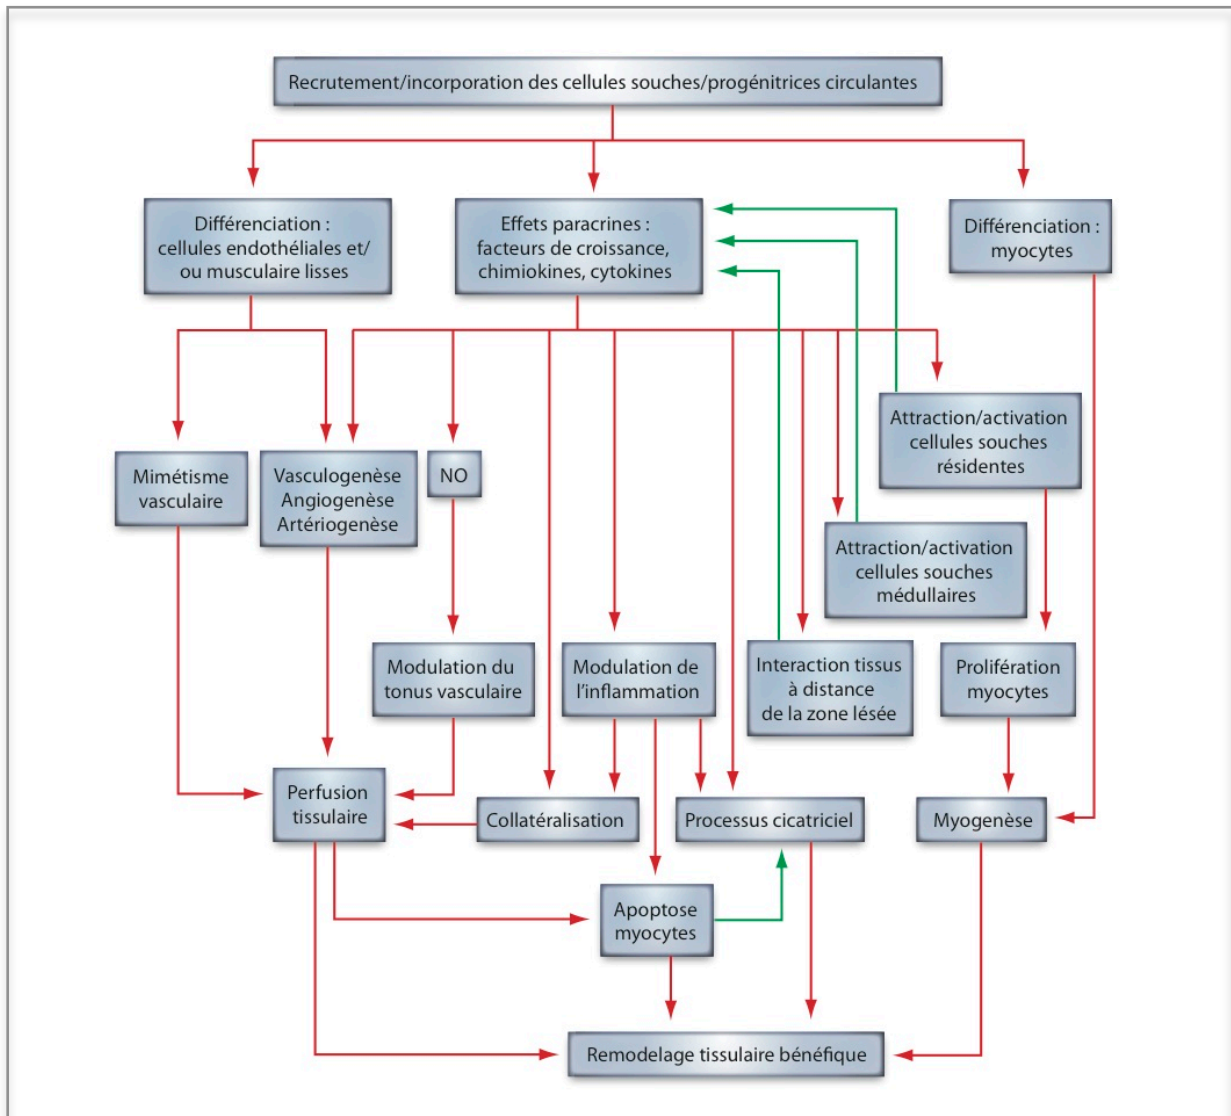 Recrutement/incorporation des cellules souches/progénitrices circulantes
Différenciation :
cellules endothéliales et/
ou musculaire lisses
Effets paracrines :
facteurs de croissance,
chimiokines, cytokines
Différenciation :
myocytes
Attraction/activation
cellules souches
résidentes
Mimétisme
vasculaire
Vasculogenèse
Angiogenèse
Artériogenèse
NO
Attraction/activation
cellules souches
médullaires
Modulation du
tonus vasculaire
Modulation de
l'inflammation
Interaction tissus
à distance
de la zone lésée
Prolifération
myocytes
Perfusion
tissulaire
Collatéralisation
Processus cicatriciel
Myogenèse
Apoptose
myocytes
Remodelage tissulaire bénéfique